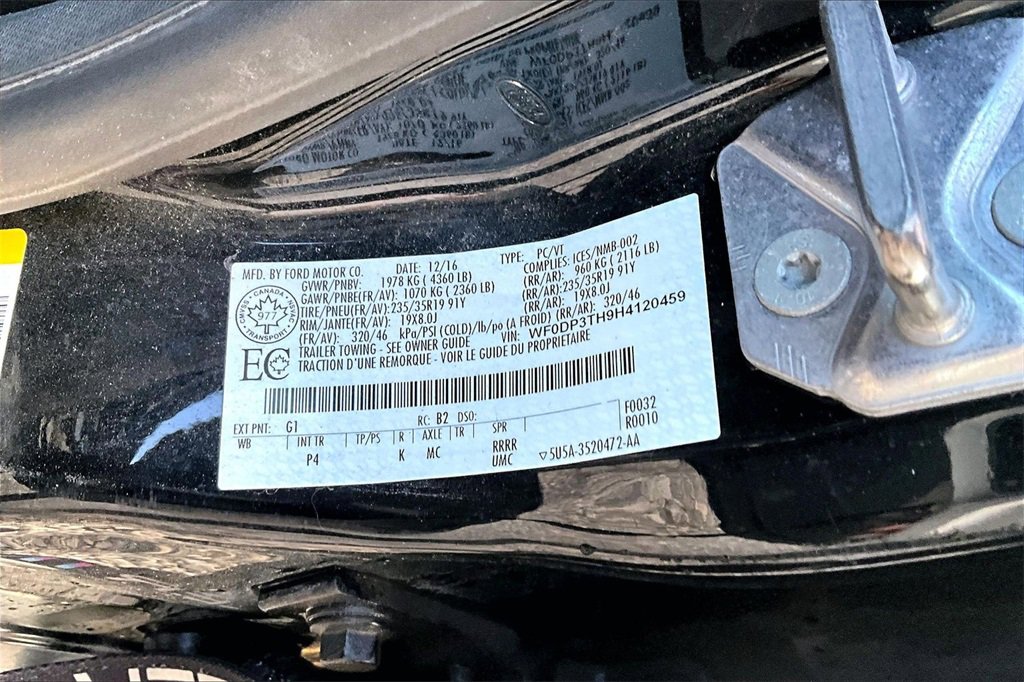 MFD. BY FORD MOTOR CO. DATE: 12/16 TYPE: PC/VT
GVWR/PNBV: 1978 KG ( 4360 LB) COMPLIES: ICES/NMB-002
GAWR/PNBE(FR/AV): 1070 KG ( 2360 LB) (RR/AR): 960 KG ( 2116 LB)
TIRE/PNEU(FR/AV):235/35R19 91Y (RR/AR): 235/35R19 91Y
RIM/JANTE(FR/AV): 19X8.0J (RR/AR): 19X8.0J
(FR/AV): 320/46 kPa/PSI (COLD)/lb/po (A FROID) (RR/AR): 320/46
TRAILER TOWING - SEE OWNER GUIDE VIN: WF0DP3TH9H4120459
TRACTION D'UNE REMORQUE - VOIR LE GUIDE DU PROPRIETAIRE
CANADA
977
TRANSPORT
EC
EXT PNT: G1 RC: B2 DSO: F0032
WB INT TR TP/PS R AXLE TR SPR R0010
P4 K MC RRRR
UMC ▽5U5A-3520472-AA